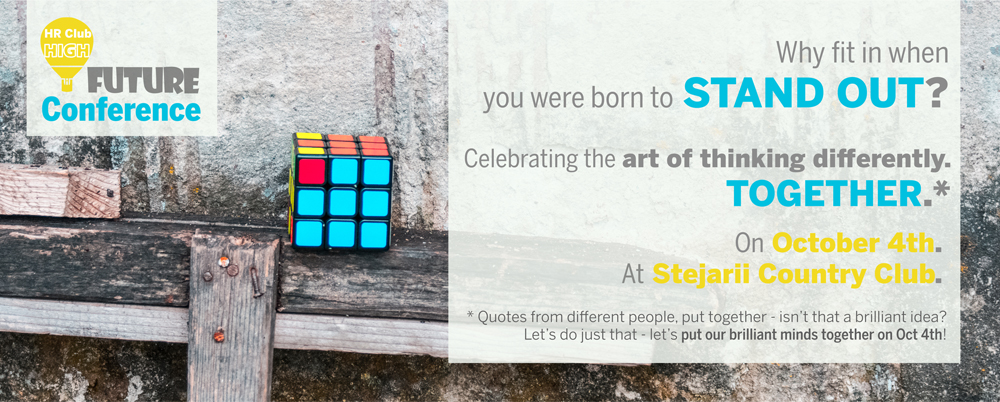 HR Club
HIGH
FUTURE
Conference
Why fit in when
you were born to STAND OUT?
Celebrating the art of thinking differently.
TOGETHER.*
On October 4th.
At Stejarii Country Club.
* Quotes from different people, put together - isn't that a brilliant idea?
Let's do just that - let's put our brilliant minds together on Oct 4th!